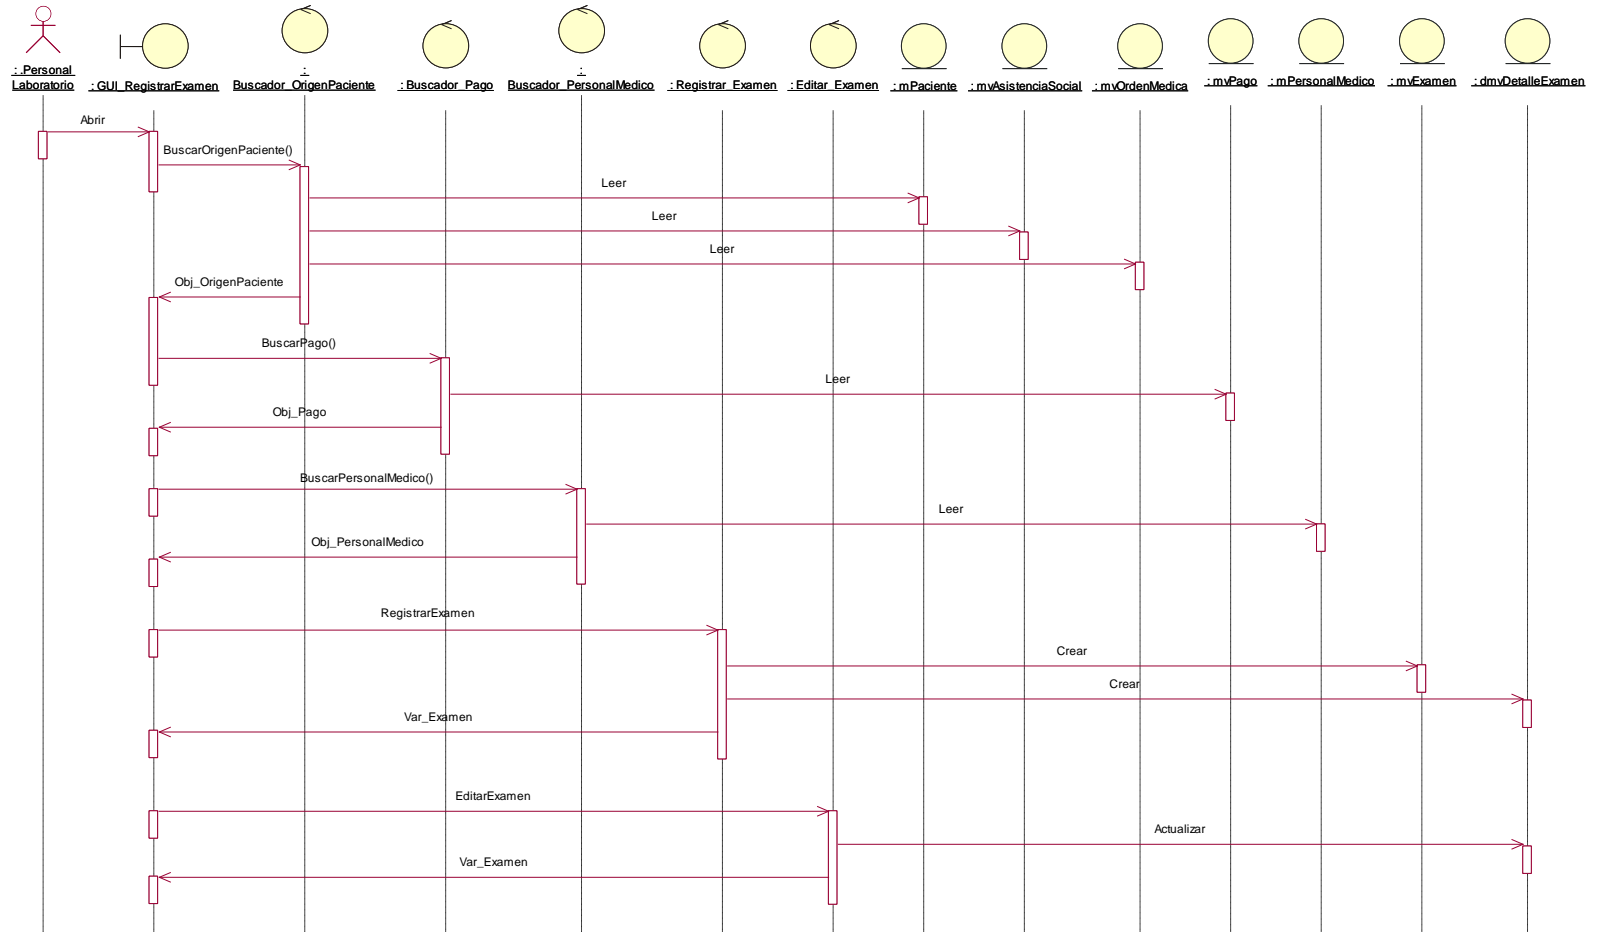 : .Personal
Laboratorio
: GUI_RegistrarExamen
:
Buscador_OrigenPaciente
: Buscador_Pago
:
Buscador_PersonalMedico
: Registrar_Examen
: Editar_Examen
: mPaciente
: mvAsistenciaSocial
: mvOrdenMedica
: mvPago
: mPersonalMedico
: mvExamen
: dmvDetalleExamen
Abrir
BuscarOrigenPaciente()
Leer
Leer
Leer
Obj_OrigenPaciente
BuscarPago()
Leer
Obj_Pago
BuscarPersonalMedico()
Leer
Obj_PersonalMedico
RegistrarExamen
Crear
Crear
Var_Examen
EditarExamen
Actualizar
Var_Examen